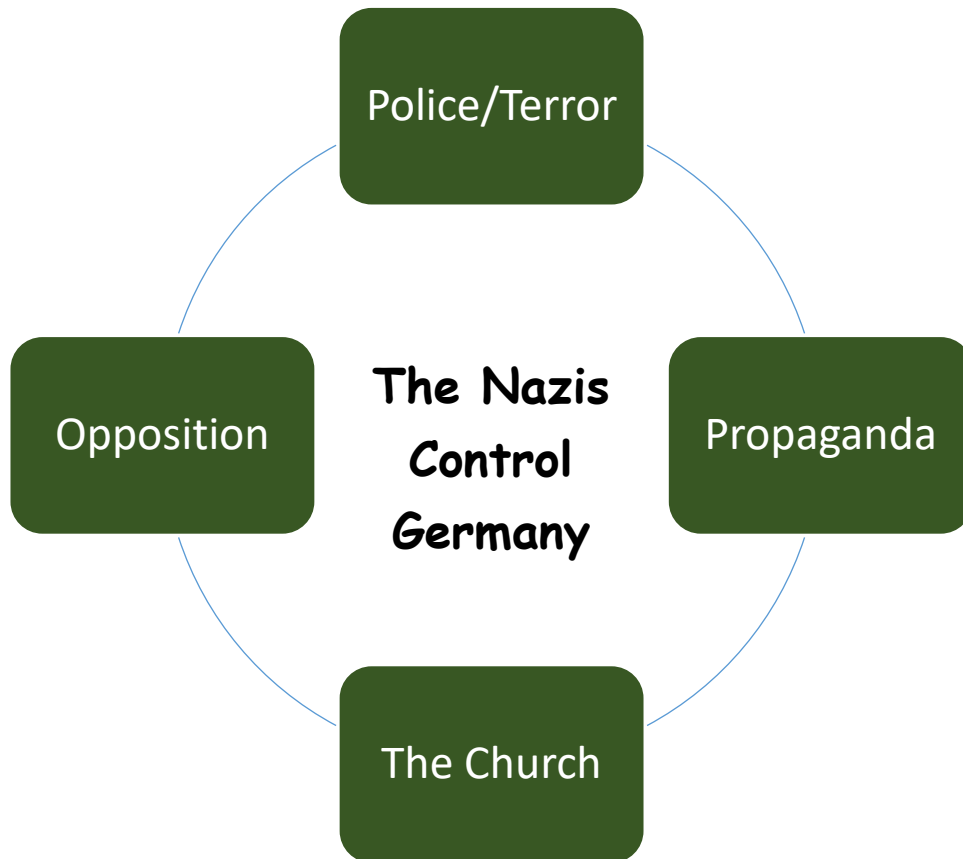 Police/Terror
Opposition
The Nazis
Control
Germany
Propaganda
The Church